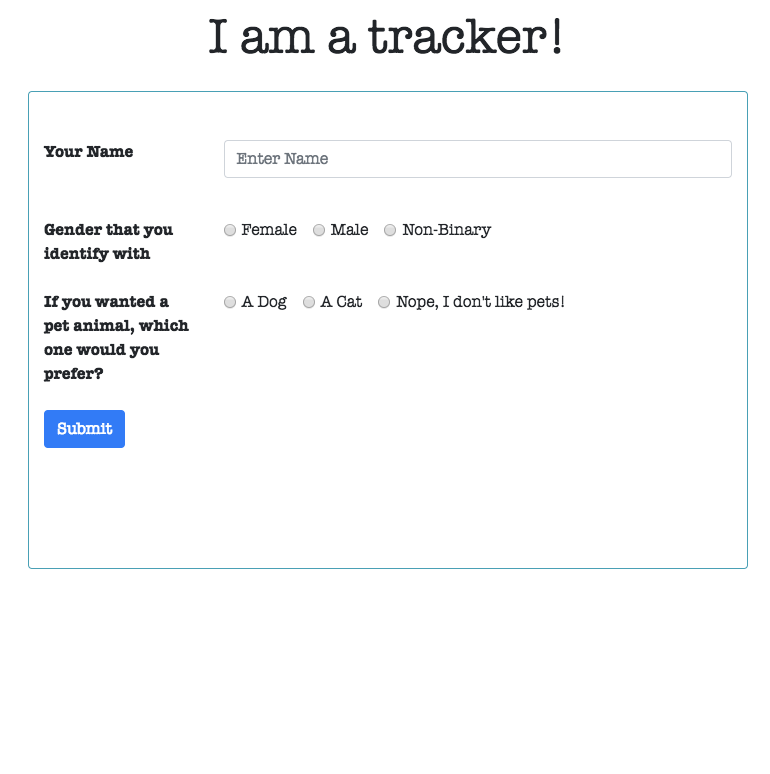 I am a tracker!
Your Name
Enter Name
Gender that you
identify with
Female Male Non-Binary
If you wanted a
pet animal, which
one would you
prefer?
A Dog A Cat Nope, I don't like pets!
Submit